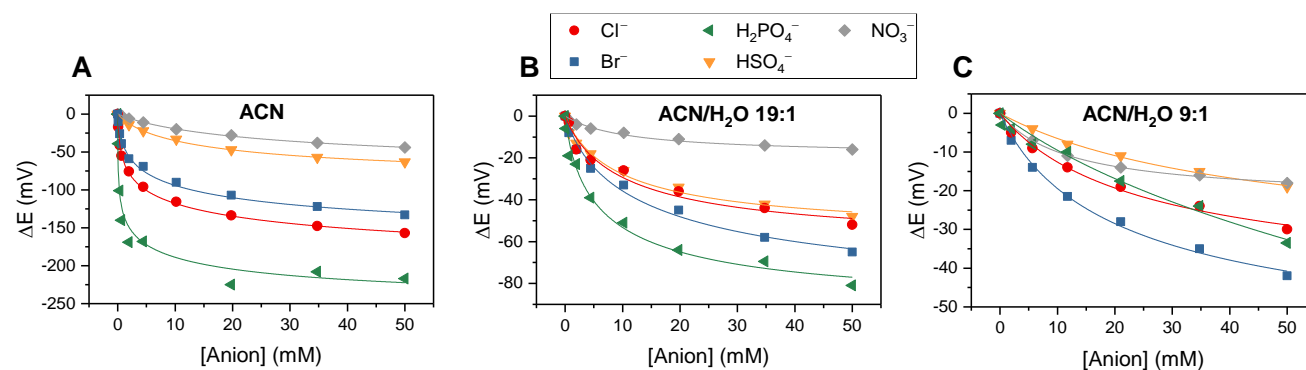 Cl⁻ H₂PO₄⁻ NO₃⁻
Br⁻ HSO₄⁻
A
ACN
0
-50
-100
-150
-200
-250
ΔE (mV)
0 10 20 30 40 50
[Anion] (mM)
B
ACN/H₂O 19:1
0
-20
-40
-60
-80
ΔE (mV)
0 10 20 30 40 50
[Anion] (mM)
C
ACN/H₂O 9:1
0
-10
-20
-30
-40
-50
ΔE (mV)
0 10 20 30 40 50
[Anion] (mM)